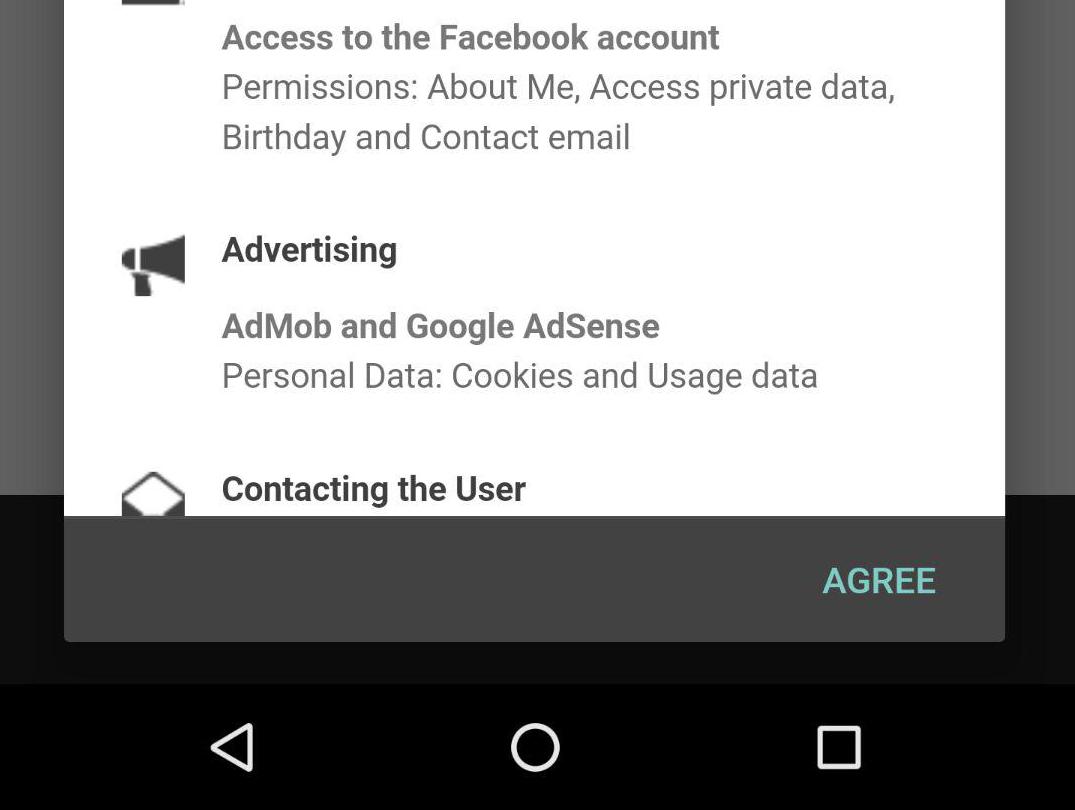 Access to the Facebook account
Permissions: About Me, Access private data,
Birthday and Contact email
Advertising
AdMob and Google AdSense
Personal Data: Cookies and Usage data
Contacting the User
AGREE